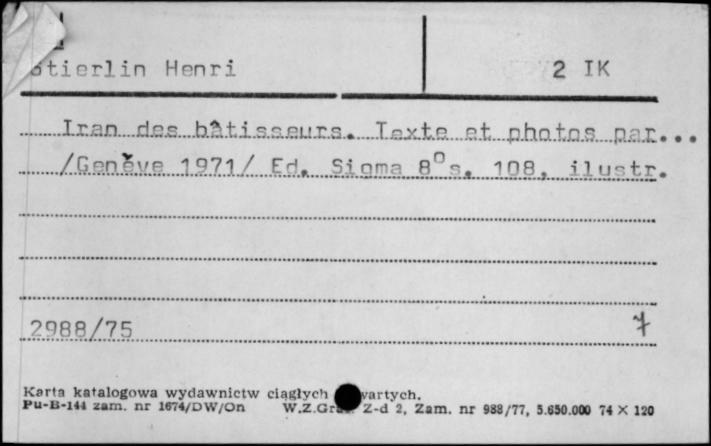 Stierlin Henri
2 IK
Iran des bâtisseurs. Texte et photos par...
/Genève 1971/ Ed. Sigma 8° s. 108, ilustr.
2988/75
7
Karta katalogowa wydawnictw ciągłych wartych.
Pu-B-144 zam. nr 1674/DW/On W.Z.Graf. Z-d 2, Zam. nr 988/77, 5.650.000 74 × 120